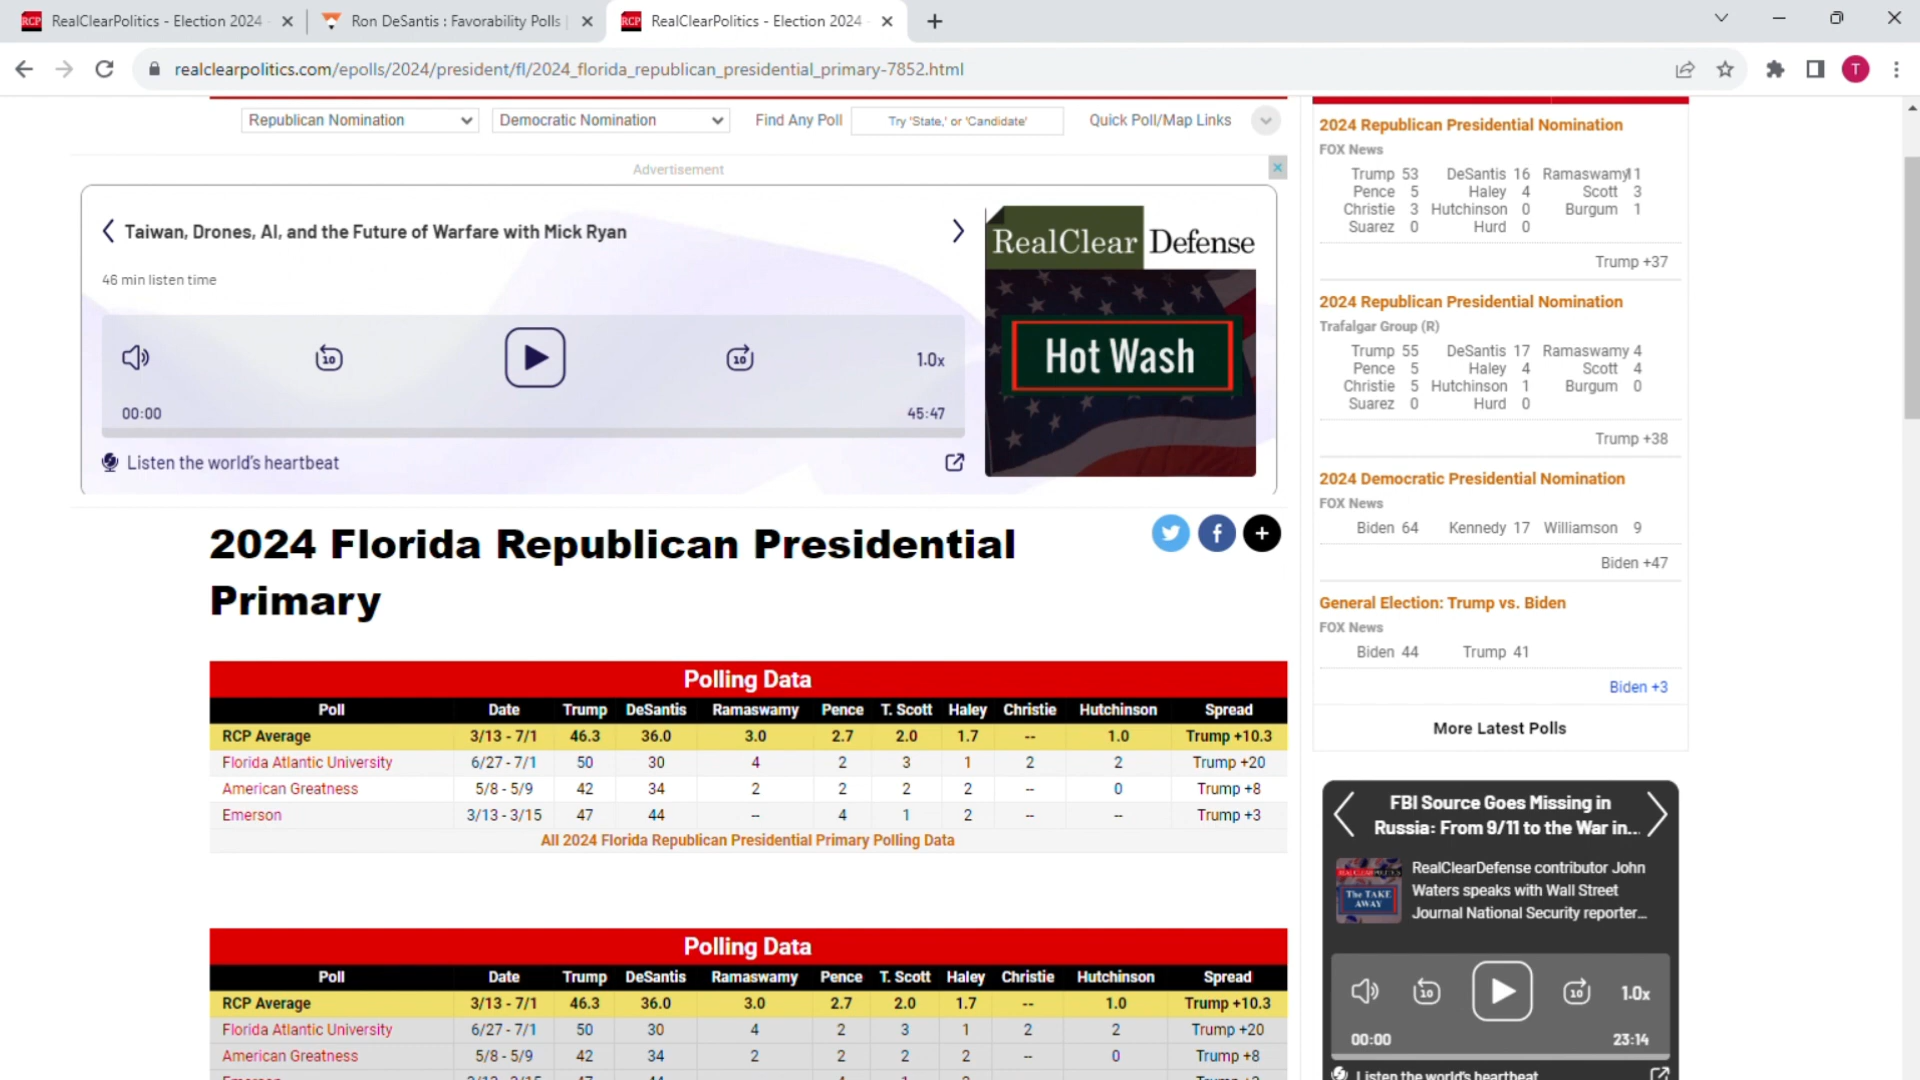 RCP RealClearPolitics - Election 2024
Ron DeSantis : Favorability Polls
RCP RealClearPolitics - Election 2024
realclearpolitics.com/epolls/2024/president/fl/2024_florida_republican_presidential_primary-7852.html
T
Republican Nomination
Democratic Nomination
Find Any Poll
Try 'State,' or 'Candidate'
Quick Poll/Map Links
Advertisement
Taiwan, Drones, AI, and the Future of Warfare with Mick Ryan
46 min listen time
10
10
1.0x
00:00
45:47
Listen the world's heartbeat
RealClear Defense
Hot Wash
2024 Florida Republican Presidential
Primary
Polling Data
Poll Date Trump DeSantis Ramaswamy Pence T. Scott Haley Christie Hutchinson Spread
RCP Average 3/13 - 7/1 46.3 36.0 3.0 2.7 2.0 1.7 -- 1.0 Trump +10.3
Florida Atlantic University 6/27 - 7/1 50 30 4 2 3 1 2 2 Trump +20
American Greatness 5/8 - 5/9 42 34 2 2 2 2 -- 0 Trump +8
Emerson 3/13 - 3/15 47 44 -- 4 1 2 -- -- Trump +3
All 2024 Florida Republican Presidential Primary Polling Data
Polling Data
Poll Date Trump DeSantis Ramaswamy Pence T. Scott Haley Christie Hutchinson Spread
RCP Average 3/13 - 7/1 46.3 36.0 3.0 2.7 2.0 1.7 -- 1.0 Trump +10.3
Florida Atlantic University 6/27 - 7/1 50 30 4 2 3 1 2 2 Trump +20
American Greatness 5/8 - 5/9 42 34 2 2 2 2 -- 0 Trump +8
2024 Republican Presidential Nomination
FOX News
Trump 53 DeSantis 16 Ramaswamy 11
Pence 5 Haley 4 Scott 3
Christie 3 Hutchinson 0 Burgum 1
Suarez 0 Hurd 0
Trump +37
2024 Republican Presidential Nomination
Trafalgar Group (R)
Trump 55 DeSantis 17 Ramaswamy 4
Pence 5 Haley 4 Scott 4
Christie 5 Hutchinson 1 Burgum 0
Suarez 0 Hurd 0
Trump +38
2024 Democratic Presidential Nomination
FOX News
Biden 64 Kennedy 17 Williamson 9
Biden +47
General Election: Trump vs. Biden
FOX News
Biden 44 Trump 41
Biden +3
More Latest Polls
FBI Source Goes Missing in
Russia: From 9/11 to the War in...
The TAKE
AWAY
RealClearDefense contributor John
Waters speaks with Wall Street
Journal National Security reporter...
10
10
1.0x
00:00
23:14
Listen the world's heartbeat